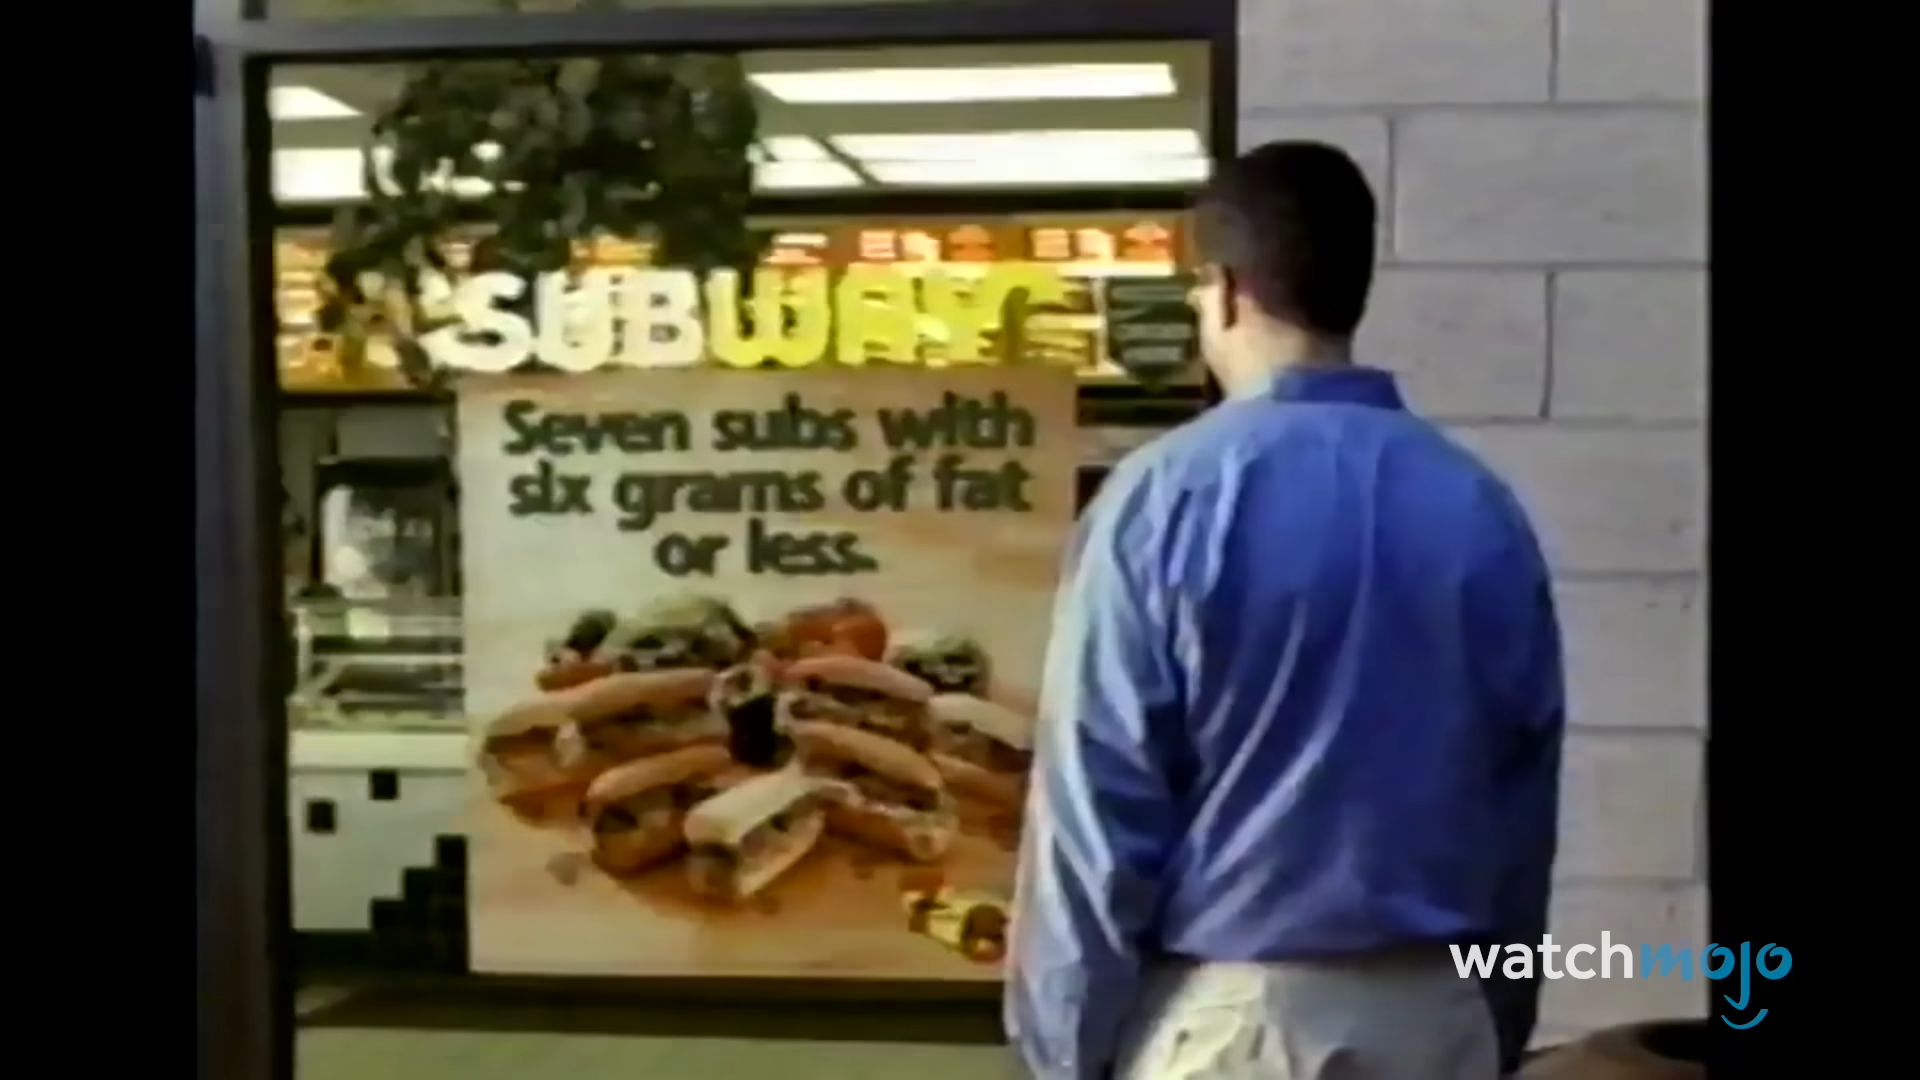 SUBWAY
Seven subs with
six grams of fat
or less.
watchmojo